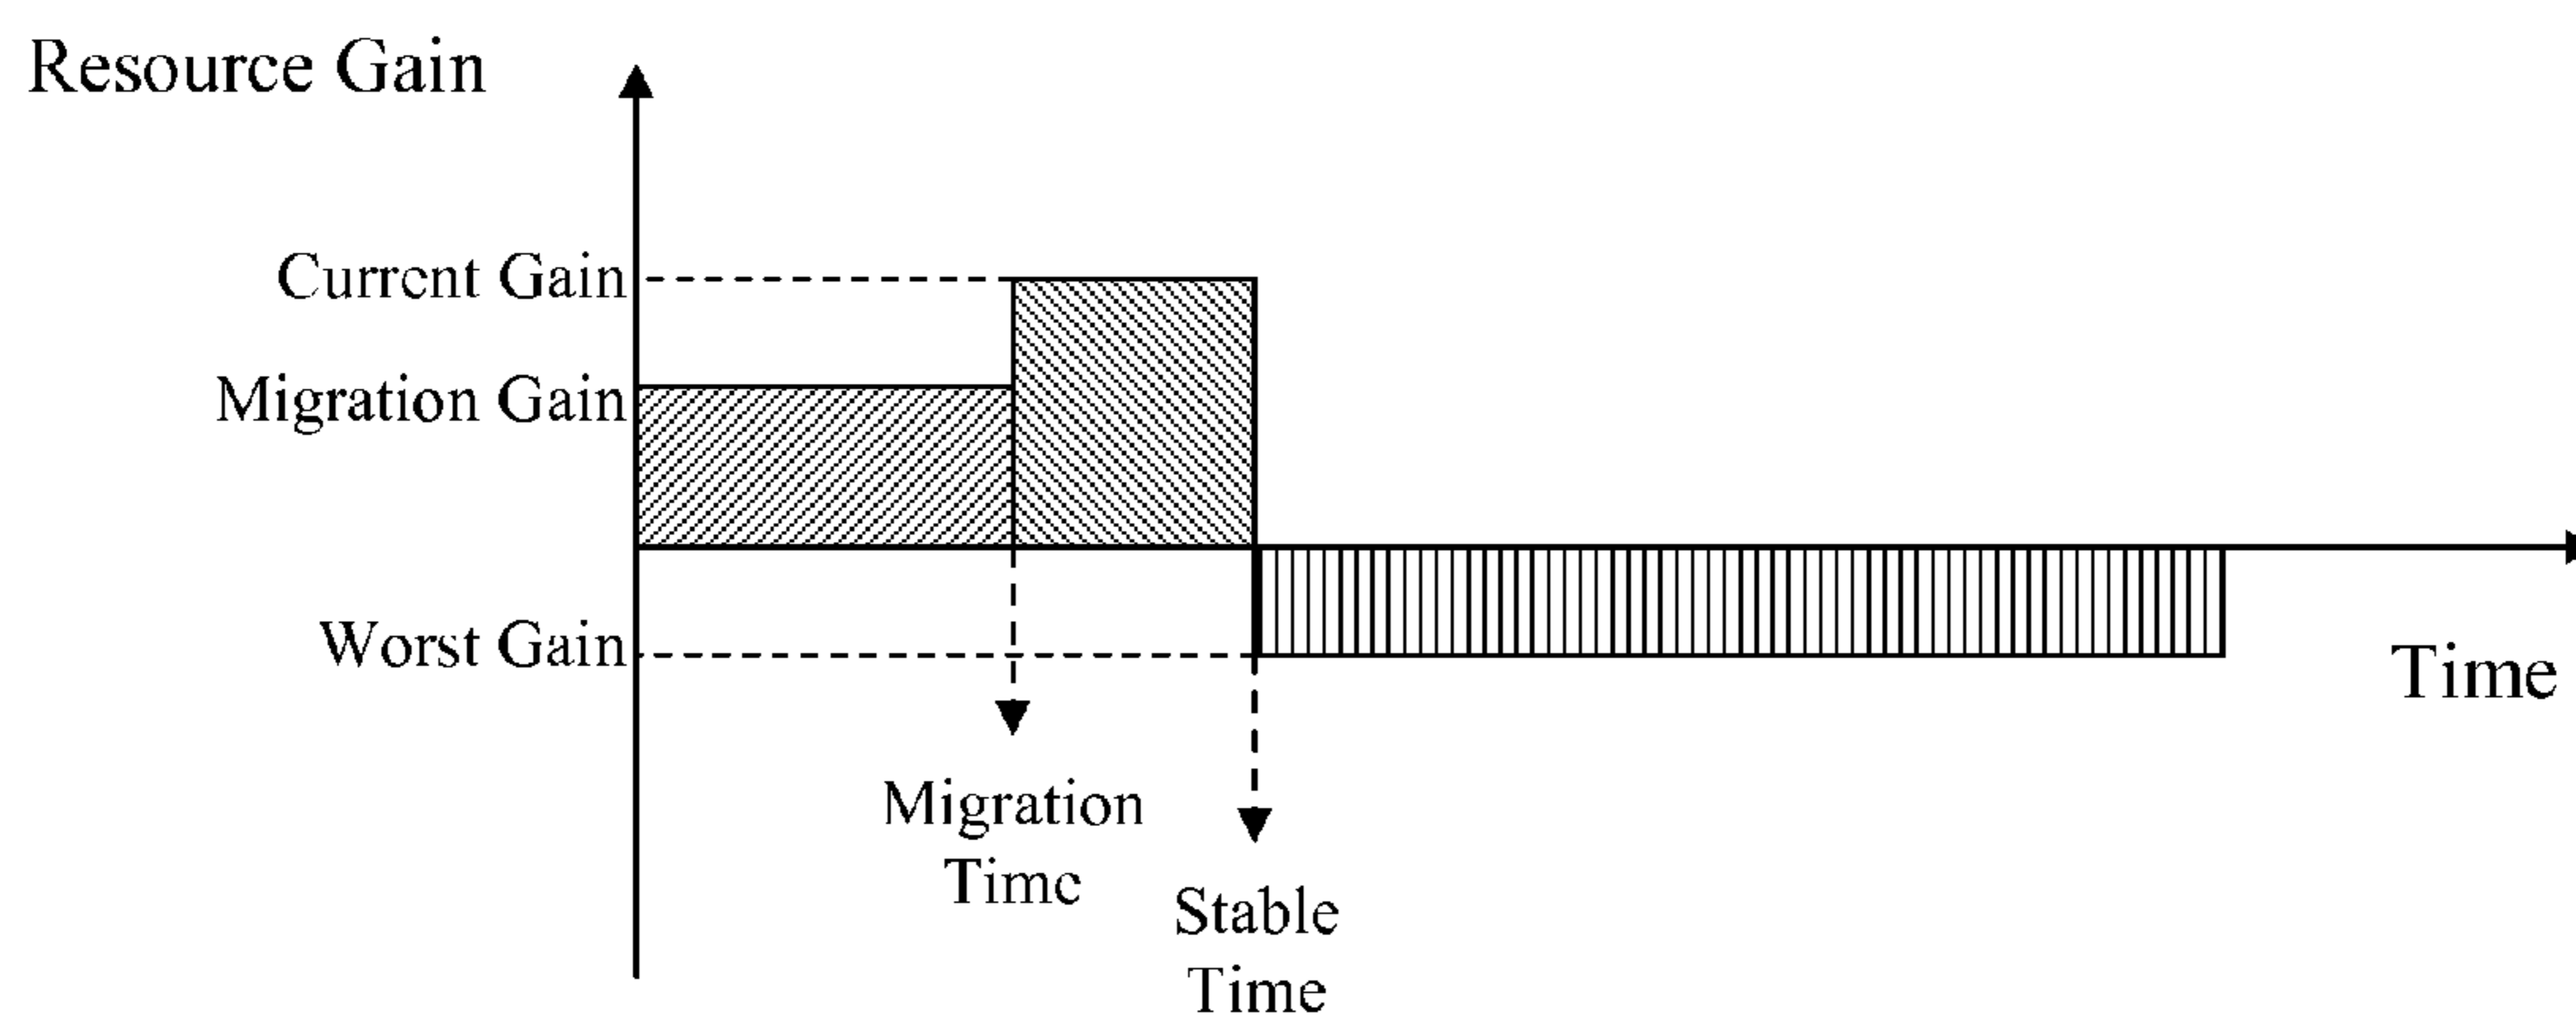 Resource Gain
Current Gain
Migration Gain
Worst Gain
Time
Migration
Time
Stable
Time